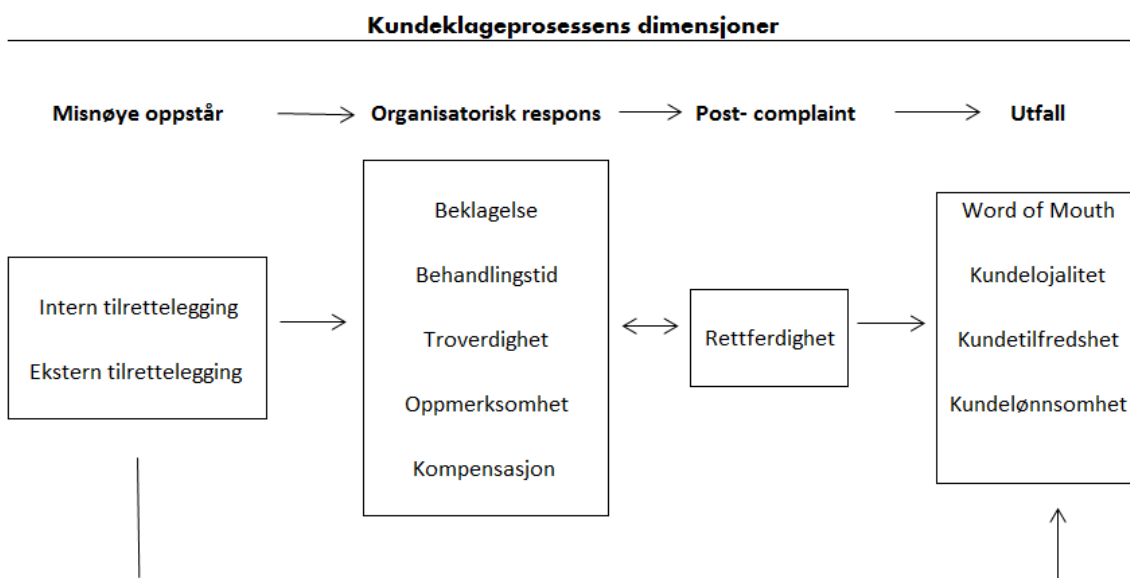 Kundeklageprosessens dimensjoner
Misnøye oppstår
Organisatorisk respons
Post- complaint
Utfall
Intern tilrettelegging
Ekstern tilrettelegging
Beklagelse
Behandlingstid
Troverdighet
Oppmerksomhet
Kompensasjon
Rettferdighet
Word of Mouth
Kundelojalitet
Kundetilfredshet
Kundelønnsomhet